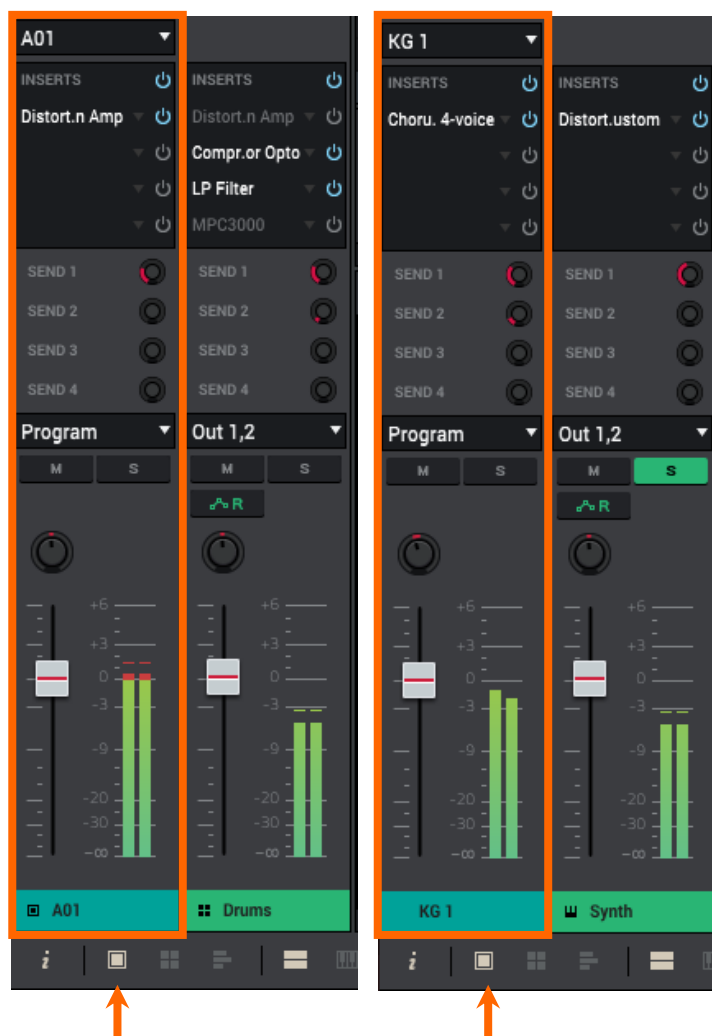 A01
INSERTS
Distort.n Amp
SEND 1
SEND 2
SEND 3
SEND 4
Program
M S
+6
+3
0
-3
-9
-20
-30
-∞
A01
i
INSERTS
Distort.n Amp
Compr.or Opto
LP Filter
MPC3000
SEND 1
SEND 2
SEND 3
SEND 4
Out 1,2
M S
R
+6
+3
0
-3
-9
-20
-30
-∞
Drums
KG 1
INSERTS
Choru. 4-voice
SEND 1
SEND 2
SEND 3
SEND 4
Program
M S
+6
+3
0
-3
-9
-20
-30
-∞
KG 1
i
INSERTS
Distort.ustom
SEND 1
SEND 2
SEND 3
SEND 4
Out 1,2
M S
R
+6
+3
0
-3
-9
-20
-30
-∞
Synth